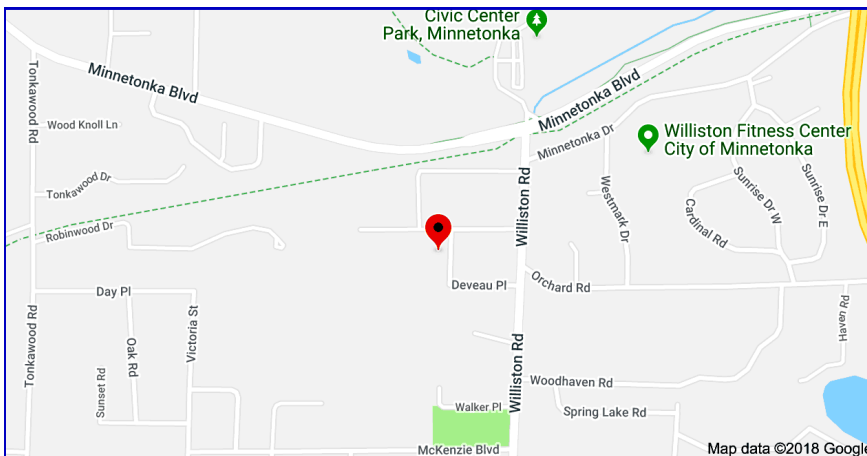 Civic Center
Park, Minnetonka
Tonkawood Rd
Minnetonka Blvd
Minnetonka Blvd
Wood Knoll Ln
Minnetonka Dr
Williston Fitness Center
City of Minnetonka
Tonkawood Dr
Williston Rd
Westmark Dr
Sunrise Dr W
Sunrise Dr E
Cardinal Rd
Robinwood Dr
Day Pl
Deveau Pl
Orchard Rd
Haven Rd
Tonkawood Rd
Oak Rd
Victoria St
Williston Rd
Sunset Rd
Woodhaven Rd
Walker Pl
Spring Lake Rd
McKenzie Blvd
Map data ©2018 Google